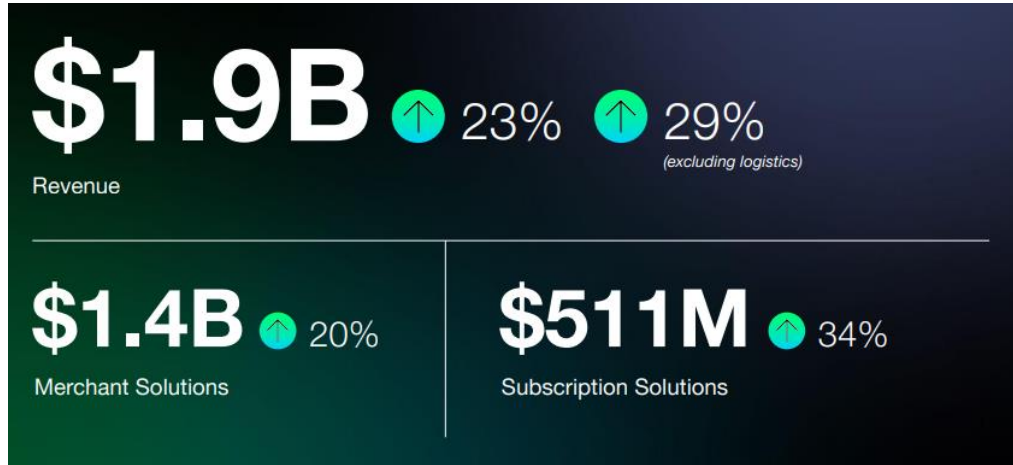 $1.9B 23% 29%
(excluding logistics)
Revenue
$1.4B 20%
Merchant Solutions
$511M 34%
Subscription Solutions